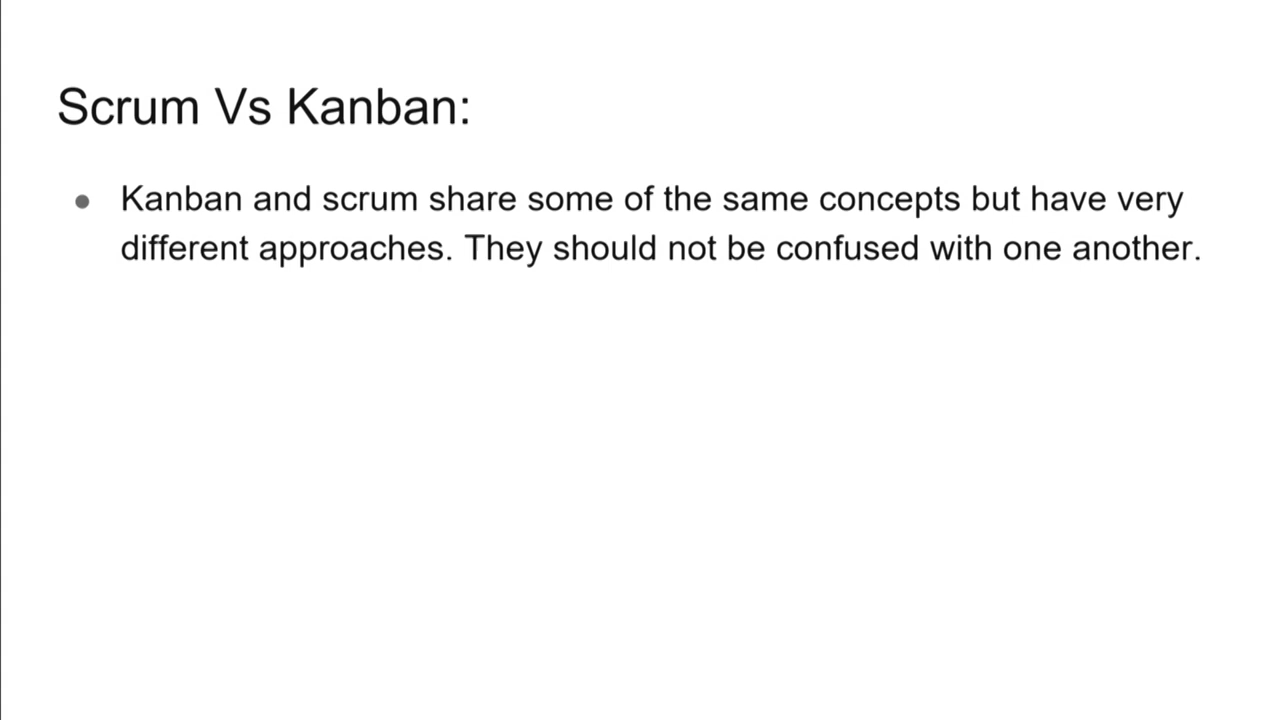 Scrum Vs Kanban:
● Kanban and scrum share some of the same concepts but have very
different approaches. They should not be confused with one another.